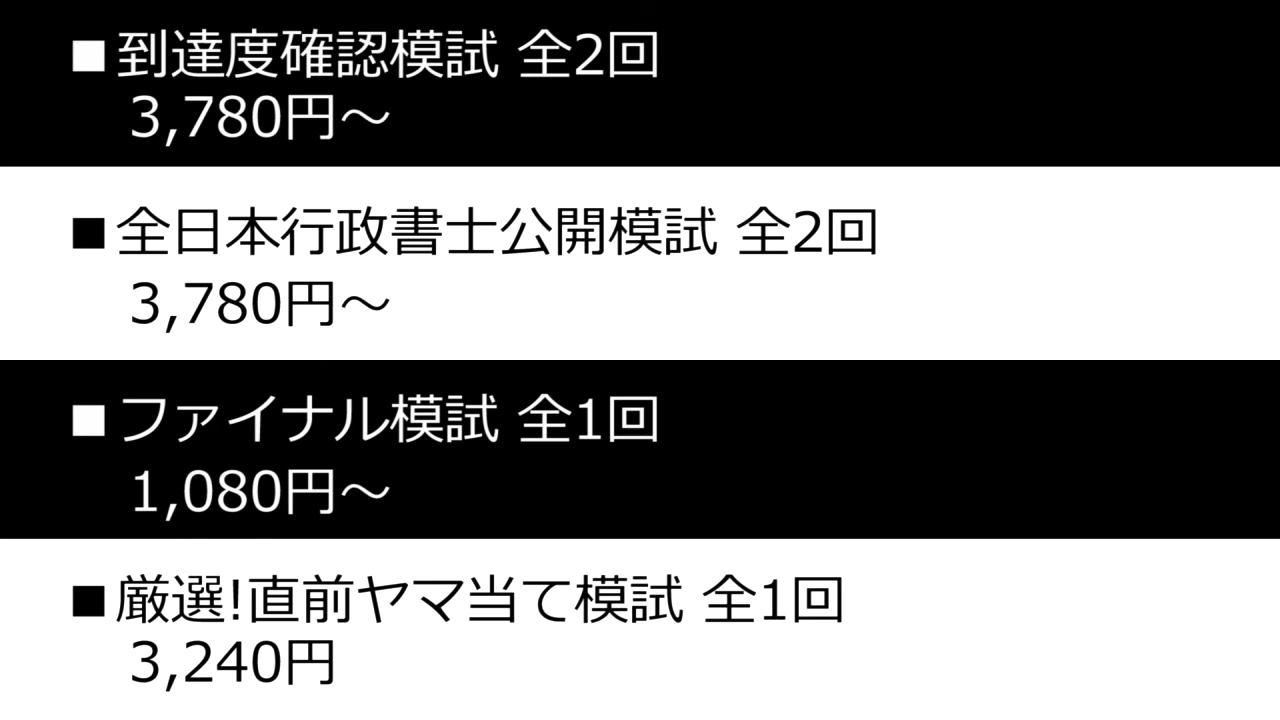 ■到達度確認模試 全2回
3,780円～
■全日本行政書士公開模試 全2回
3,780円～
■ファイナル模試 全1回
1,080円～
■厳選!直前ヤマ当て模試 全1回
3,240円